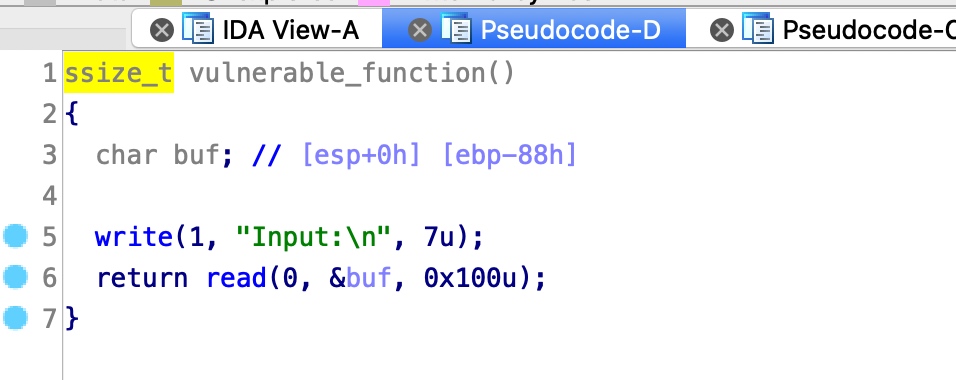 IDA View-A Pseudocode-D Pseudocode-C
1 ssize_t vulnerable_function()
2 {
3 char buf; // [esp+0h] [ebp-88h]
4
5 write(1, "Input:\n", 7u);
6 return read(0, &buf, 0x100u);
7 }